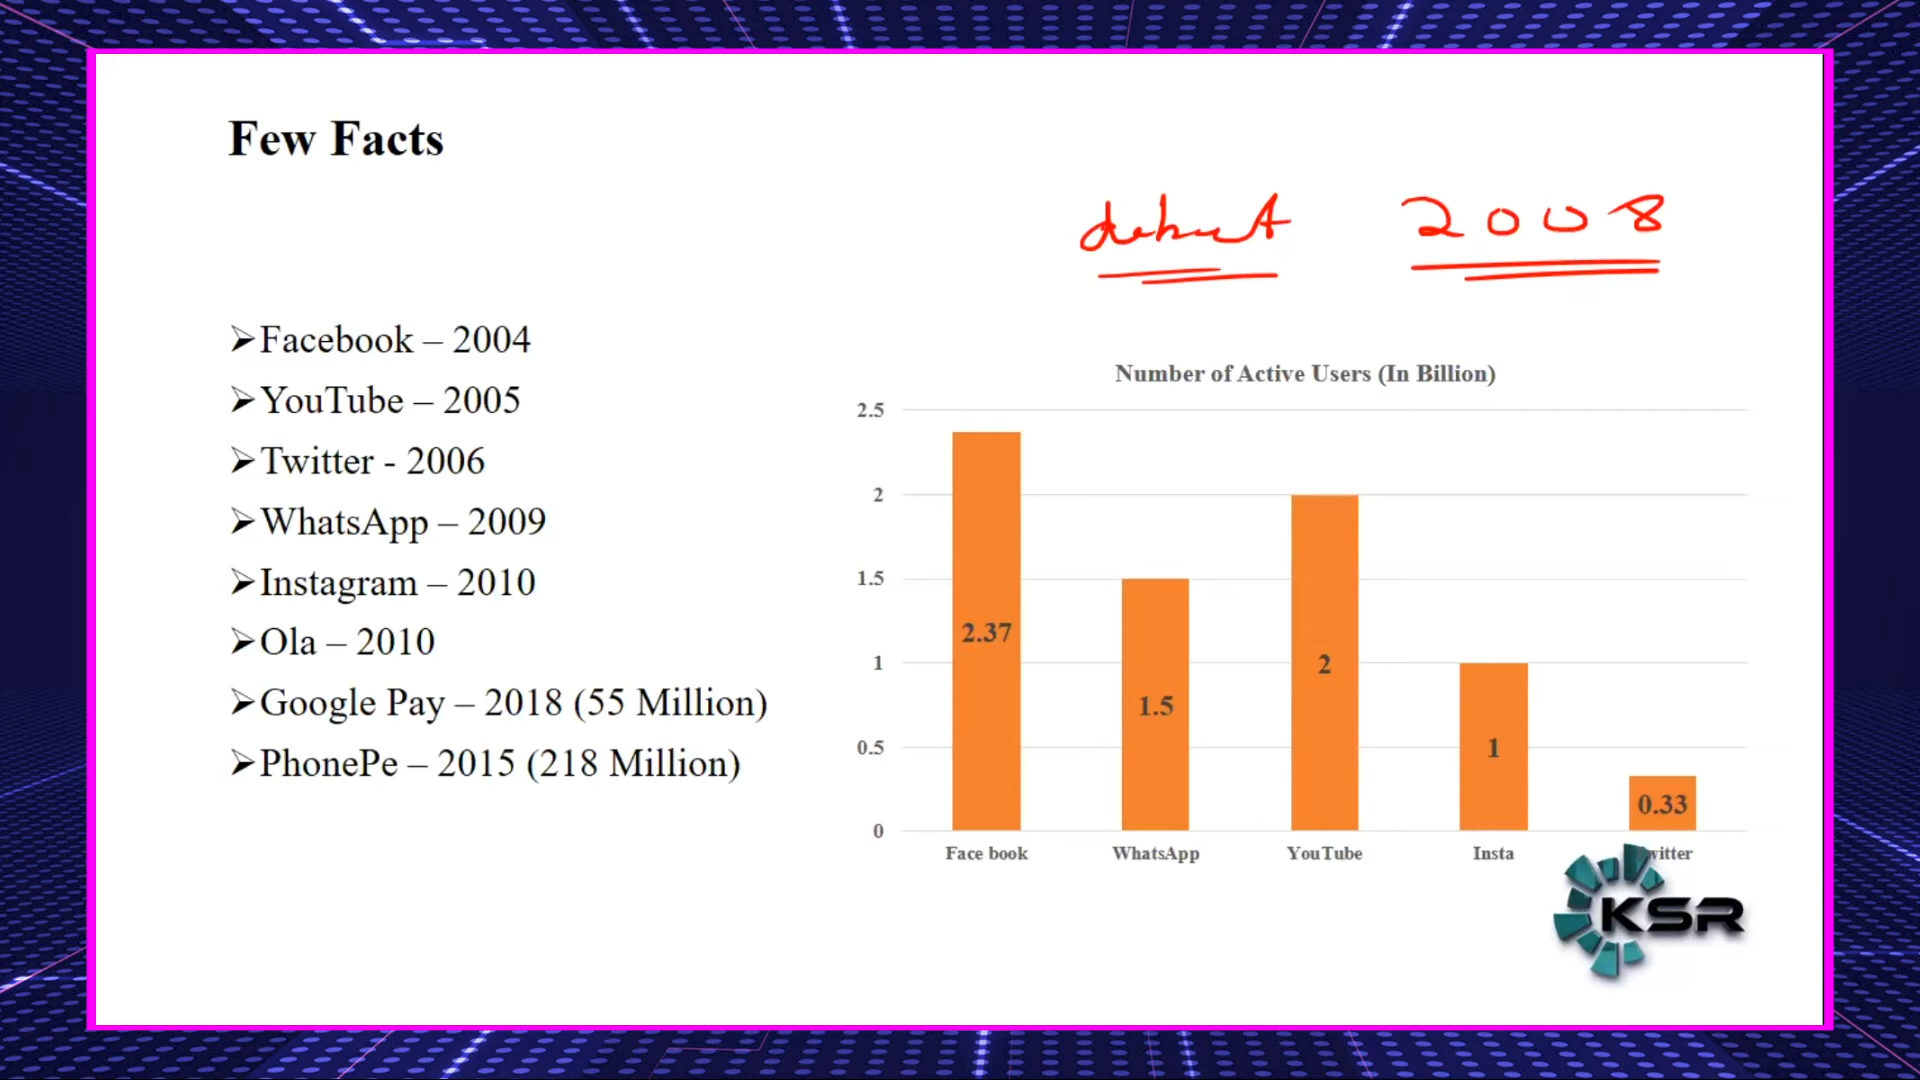 Few Facts
debut 2008
➢Facebook – 2004
➢YouTube – 2005
➢Twitter - 2006
➢WhatsApp – 2009
➢Instagram – 2010
➢Ola – 2010
➢Google Pay – 2018 (55 Million)
➢PhonePe – 2015 (218 Million)
Number of Active Users (In Billion)
2.5
2
1.5
1
0.5
0
2.37
1.5
2
1
0.33
Face book WhatsApp YouTube Insta witter
KSR